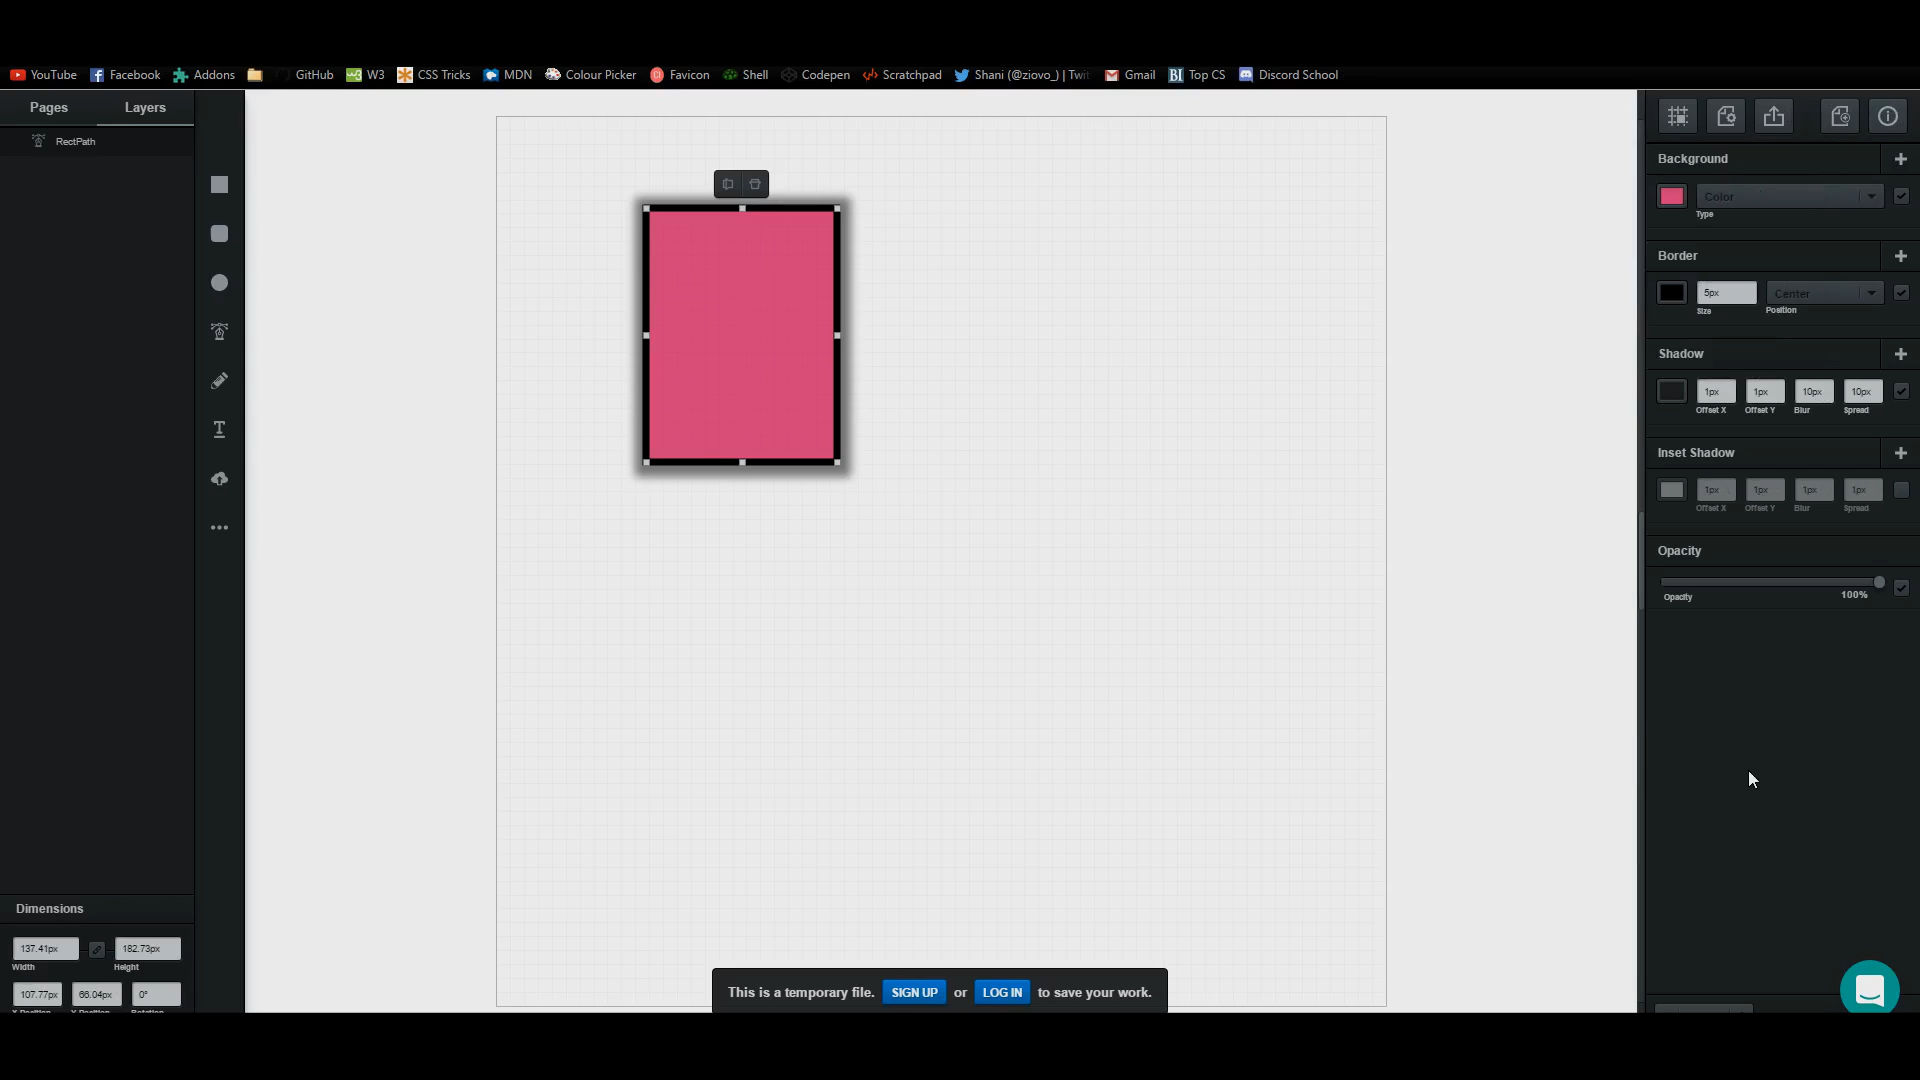 YouTube Facebook Addons GitHub W3 CSS Tricks MDN Colour Picker Favicon Shell Codepen Scratchpad Shani (@ziovo_) | Twi Gmail BI Top CS Discord School
Pages Layers
RectPath
Background
Color
Type
Border
5px Center
Size Position
Shadow
1px 1px 10px 10px
Offset X Offset Y Blur Spread
Inset Shadow
1px 1px 1px 1px
Offset X Offset Y Blur Spread
Opacity
Opacity 100%
Dimensions
137.41px 182.73px
Width Height
107.77px 66.04px 0°
X Position Y Position Rotation
This is a temporary file. SIGN UP or LOG IN to save your work.